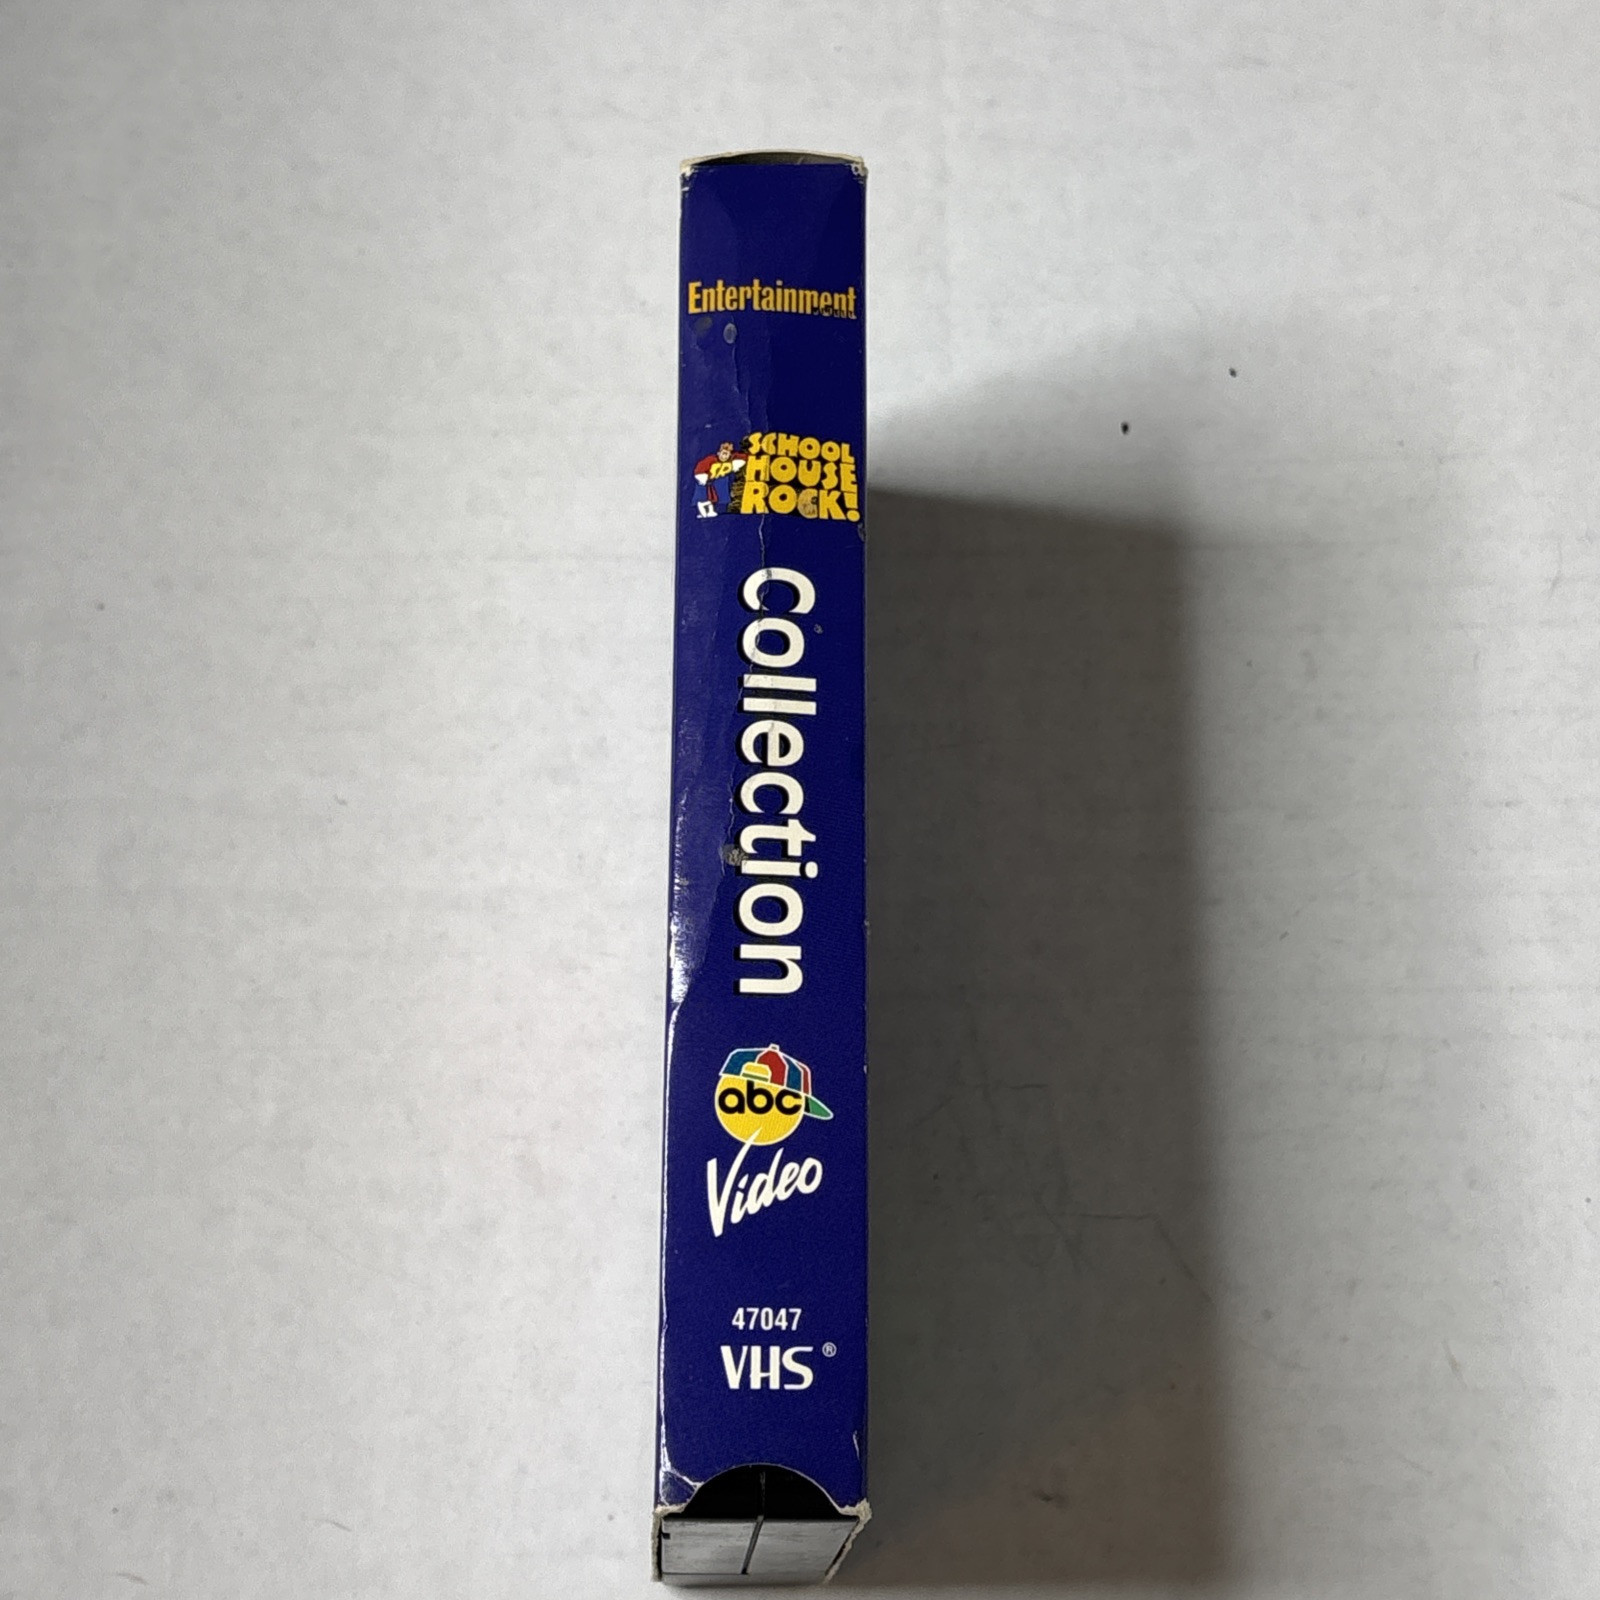 Entertainment
SCHOOL
HOUSE
ROCK!
collection
abc
Video
47047
VHS®